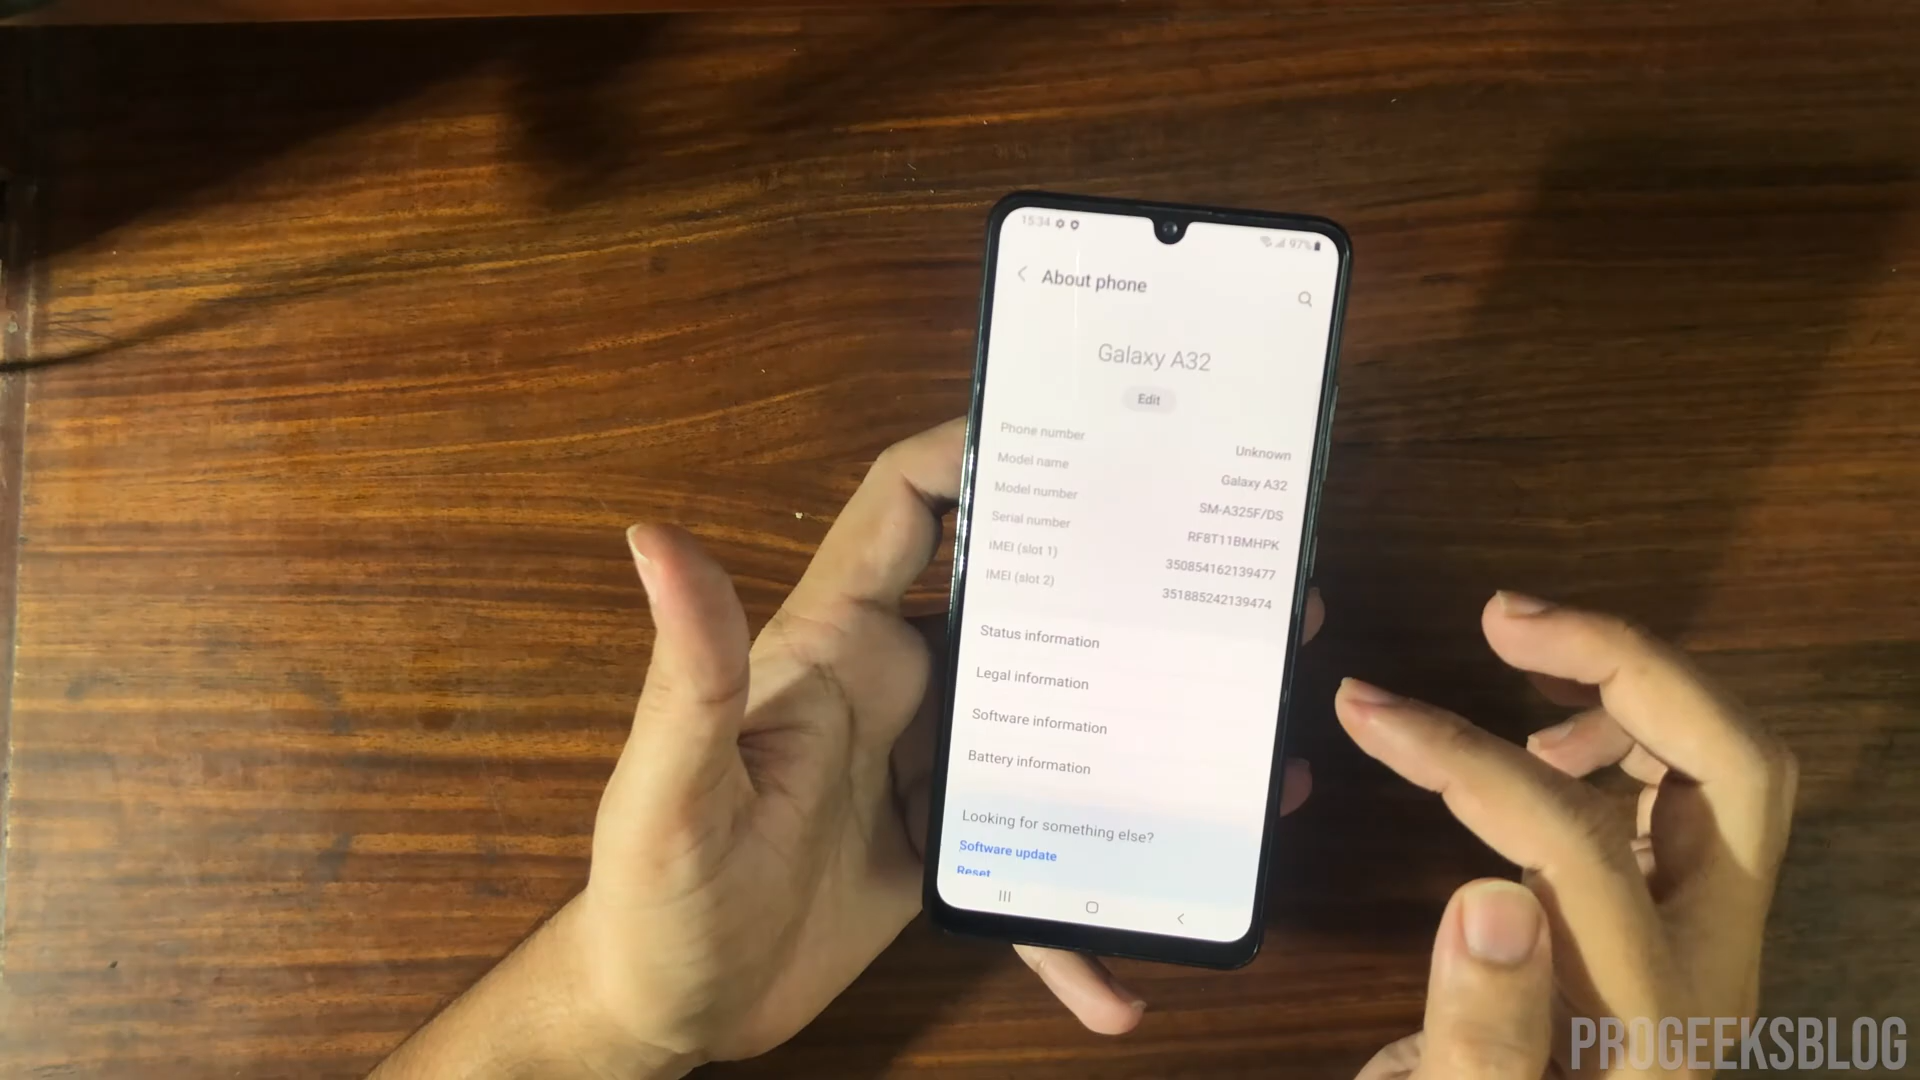 15:34
97%
About phone
Galaxy A32
Edit
Phone number Unknown
Model name Galaxy A32
Model number SM-A325F/DS
Serial number RF8T11BMHPK
IMEI (slot 1) 350854162139477
IMEI (slot 2) 351885242139474
Status information
Legal information
Software information
Battery information
Looking for something else?
Software update
Reset
PROGEEKSBLOG